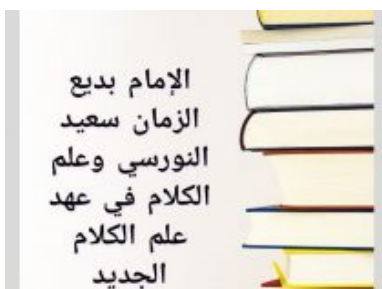 الإمام بديع
الزمان سعيد
النورسي وعلم
الكلام في عهد
علم الكلام
الجديد